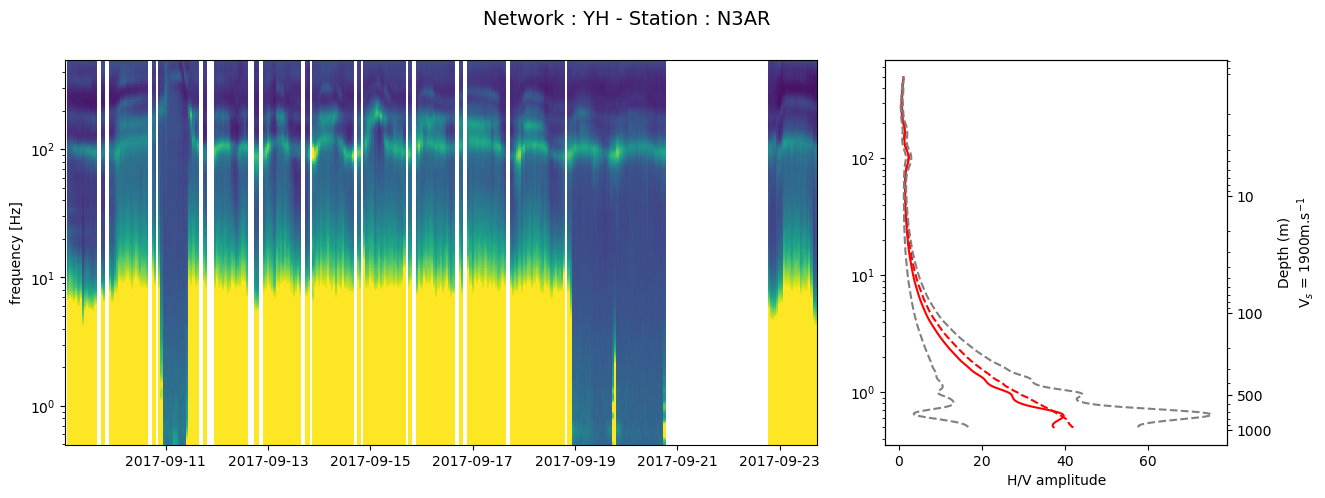 Network : YH - Station : N3AR
frequency [Hz]
10²
10¹
10⁰
2017-09-11 2017-09-13 2017-09-15 2017-09-17 2017-09-19 2017-09-21 2017-09-23
10²
10¹
10⁰
0 20 40 60
H/V amplitude
10
100
500
1000
Depth (m)
Vₛ = 1900m.s⁻¹